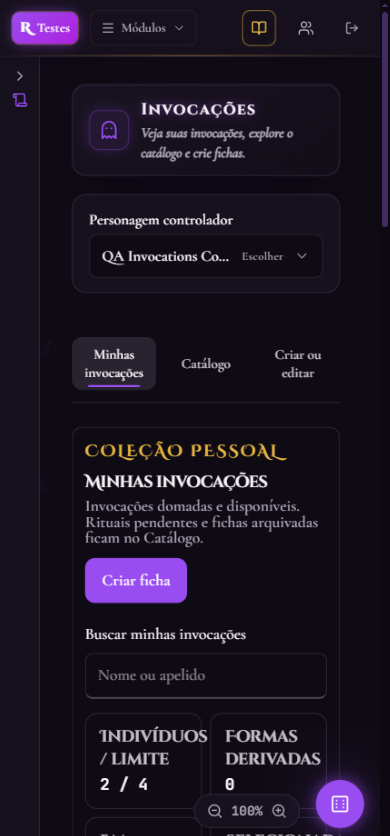 R Testes
Módulos
Invocações
Veja suas invocações, explore o
catálogo e crie fichas.
Personagem controlador
QA Invocations Co...
Escolher
Minhas
invocações
Catálogo
Criar ou
editar
COLEÇÃO PESSOAL
MINHAS INVOCAÇÕES
Invocações domadas e disponíveis.
Rituais pendentes e fichas arquivadas
ficam no Catálogo.
Criar ficha
Buscar minhas invocações
Nome ou apelido
INDIVÍDUOS
/ LIMITE
2 / 4
FORMAS
DERIVADAS
0
100%